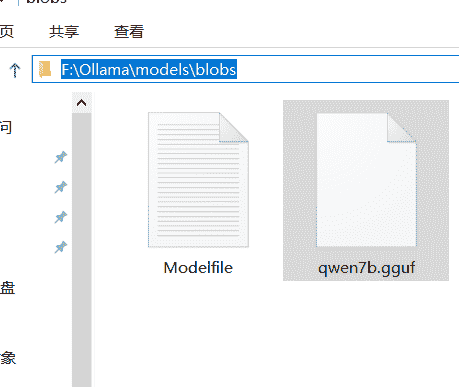 blobs
页
共享
查看
F:\Ollama\models\blobs
问
Modelfile
qwen7b.gguf
盘
象